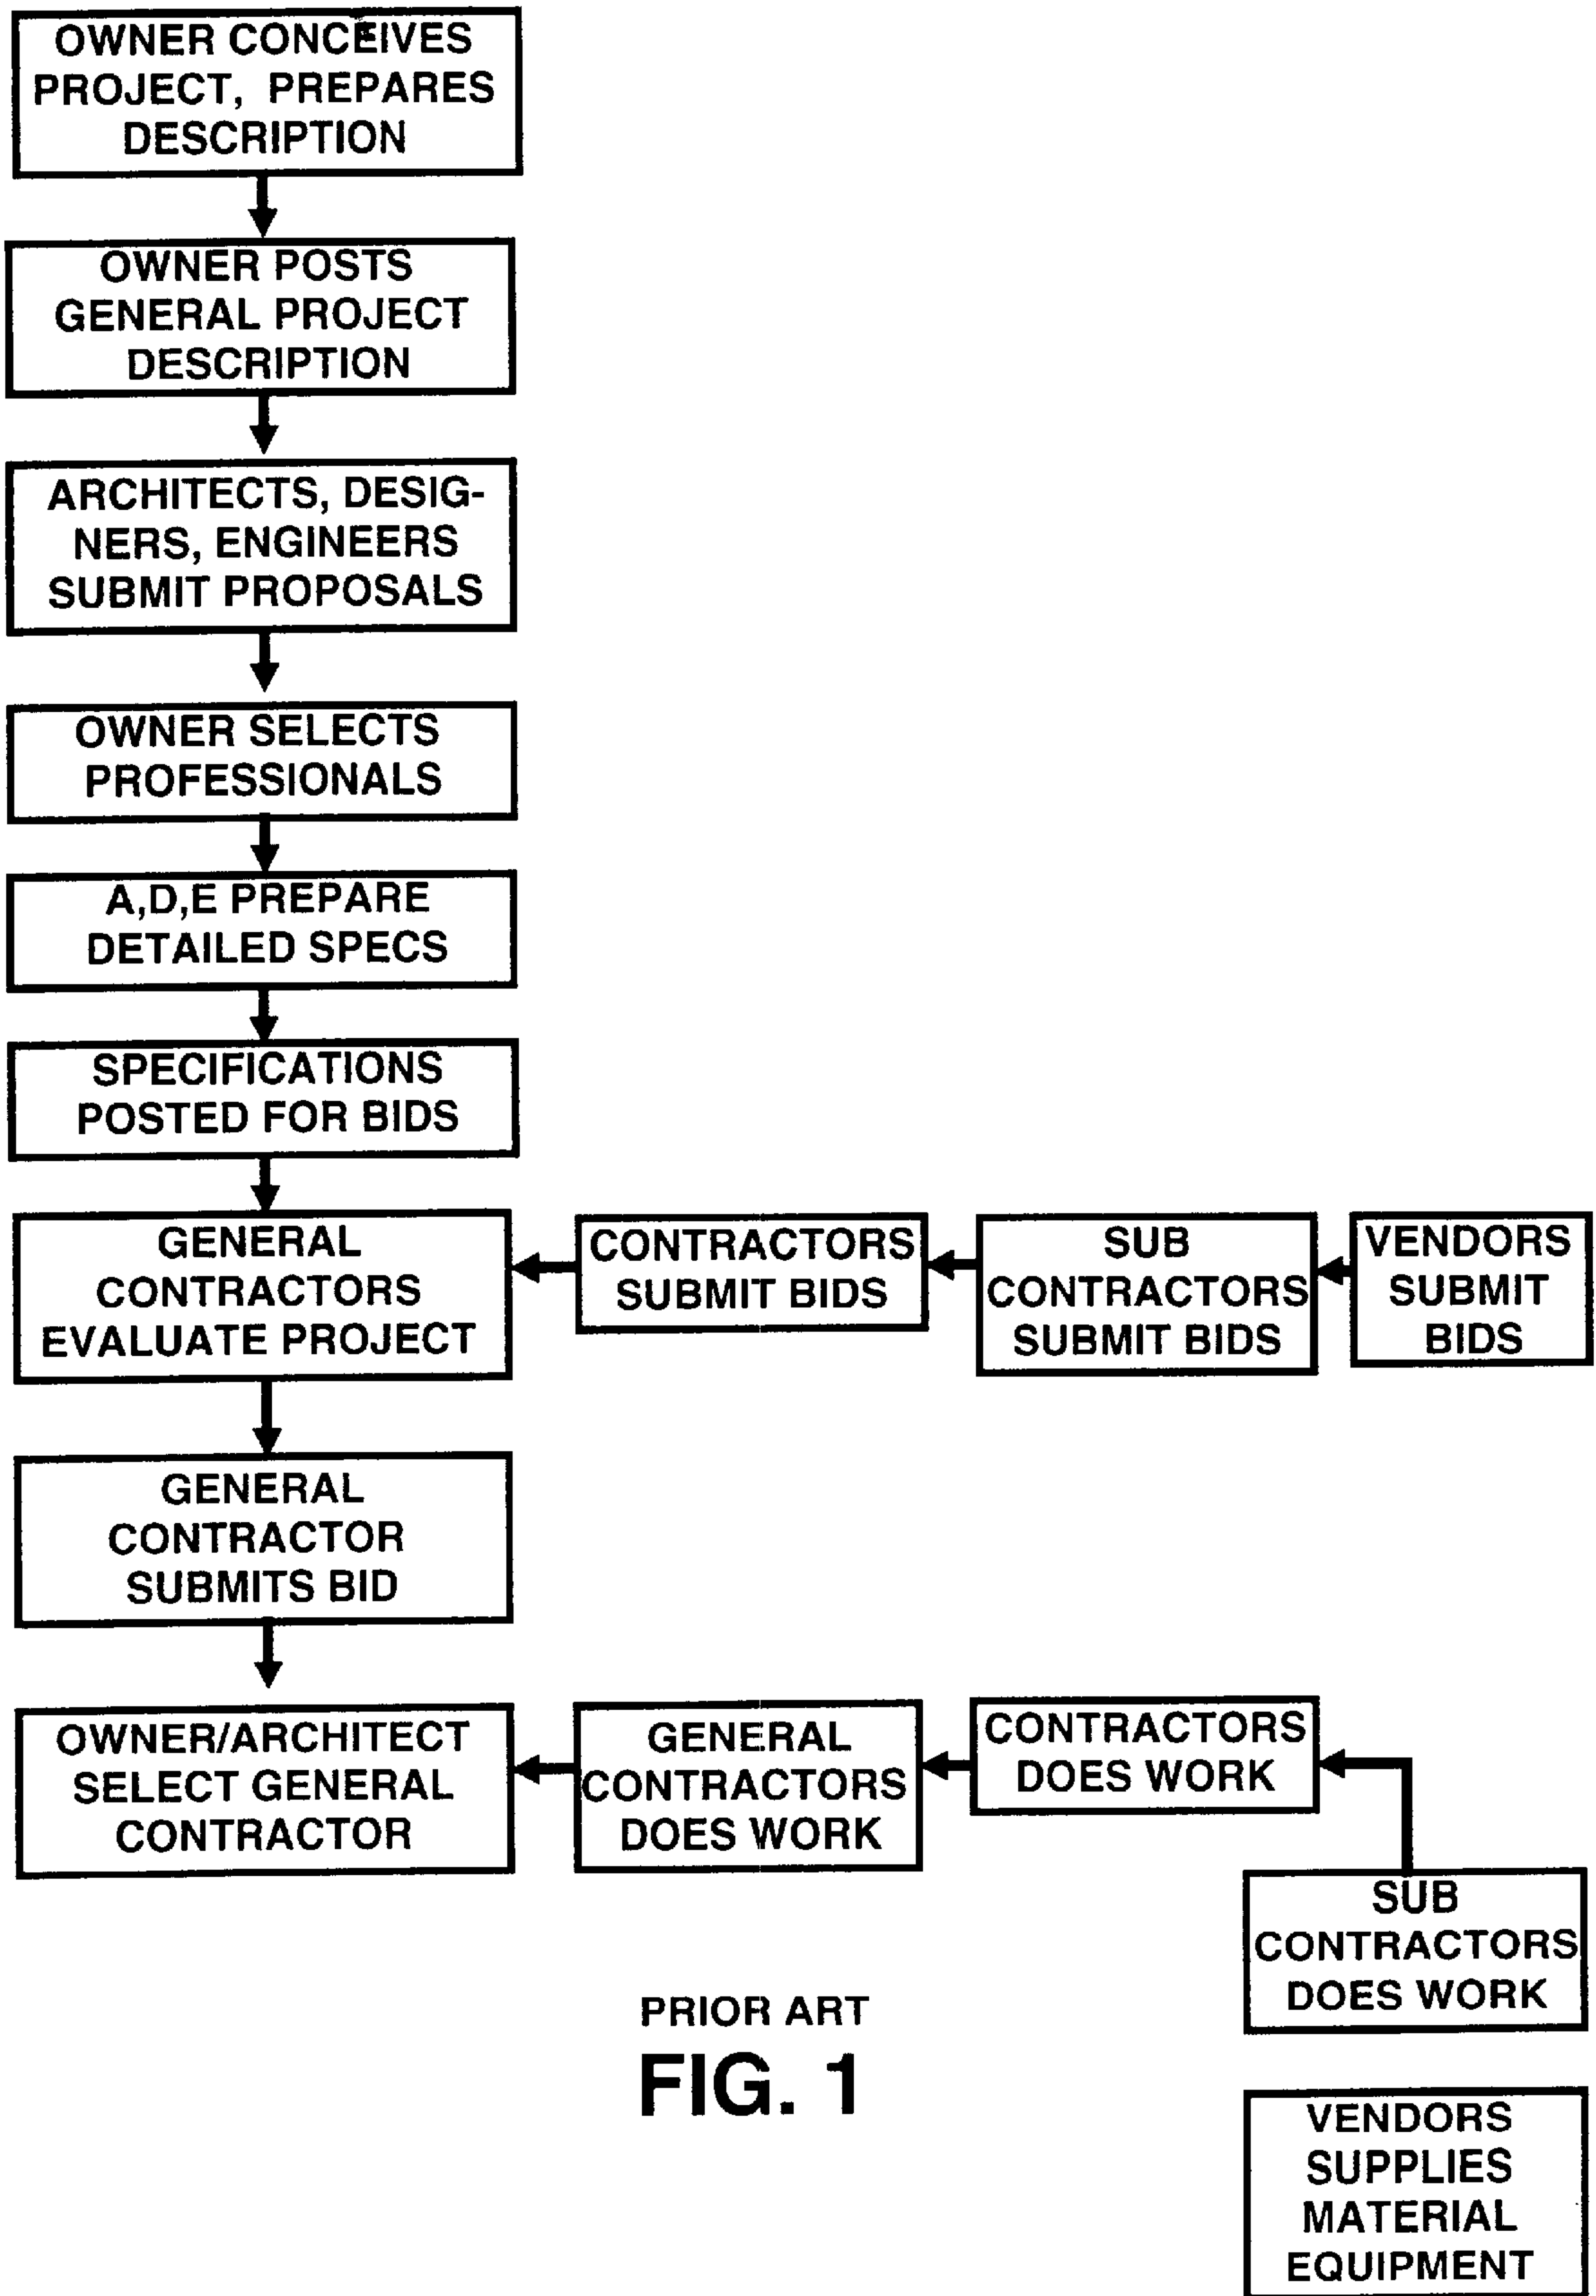 OWNER CONCEIVES
PROJECT, PREPARES
DESCRIPTION
OWNER POSTS
GENERAL PROJECT
DESCRIPTION
ARCHITECTS, DESIG-
NERS, ENGINEERS
SUBMIT PROPOSALS
OWNER SELECTS
PROFESSIONALS
A,D,E PREPARE
DETAILED SPECS
SPECIFICATIONS
POSTED FOR BIDS
GENERAL
CONTRACTORS
EVALUATE PROJECT
CONTRACTORS
SUBMIT BIDS
SUB
CONTRACTORS
SUBMIT BIDS
VENDORS
SUBMIT
BIDS
GENERAL
CONTRACTOR
SUBMITS BID
OWNER/ARCHITECT
SELECT GENERAL
CONTRACTOR
GENERAL
CONTRACTORS
DOES WORK
CONTRACTORS
DOES WORK
SUB
CONTRACTORS
DOES WORK
VENDORS
SUPPLIES
MATERIAL
EQUIPMENT
PRIOR ART
FIG. 1